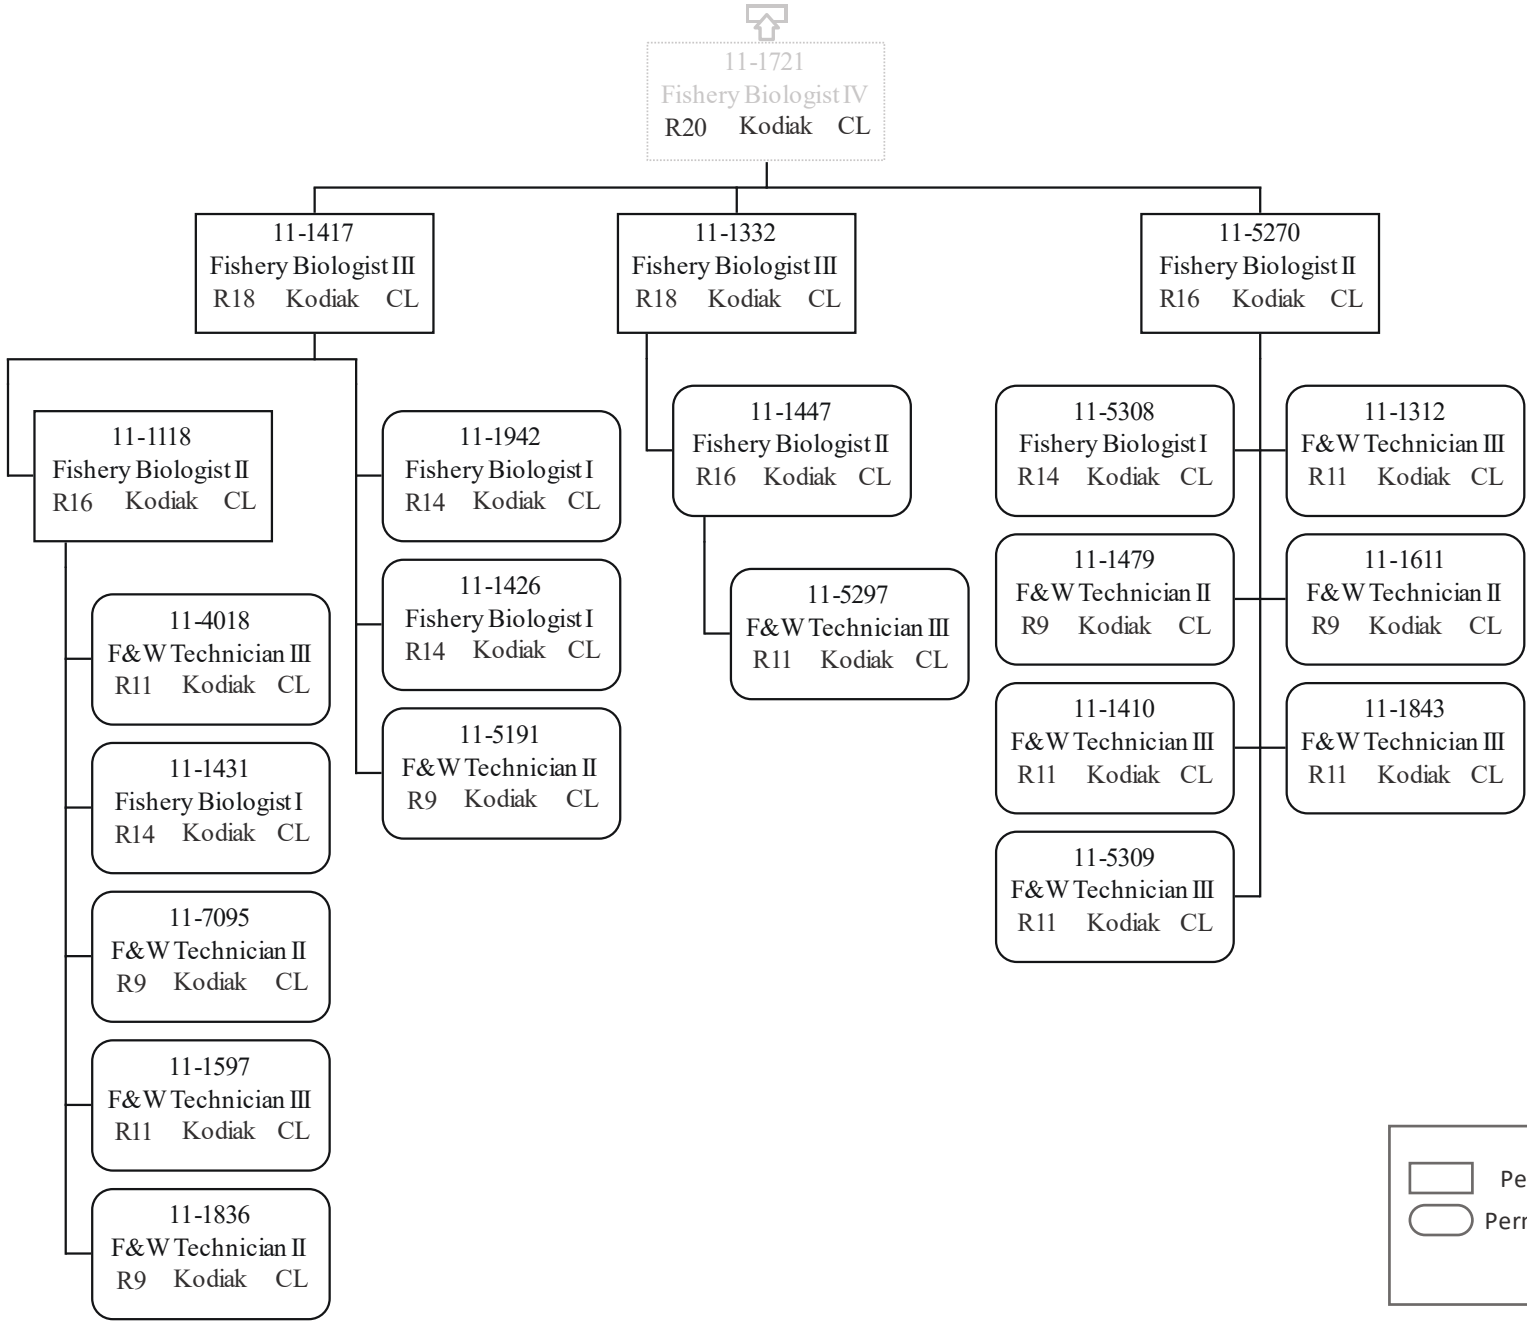 11-1721
Fishery Biologist IV
R20 Kodiak CL
11-1417
Fishery Biologist III
R18 Kodiak CL
11-1332
Fishery Biologist III
R18 Kodiak CL
11-5270
Fishery Biologist II
R16 Kodiak CL
11-1118
Fishery Biologist II
R16 Kodiak CL
11-4018
F&W Technician III
R11 Kodiak CL
11-1431
Fishery Biologist I
R14 Kodiak CL
11-7095
F&W Technician II
R9 Kodiak CL
11-1597
F&W Technician III
R11 Kodiak CL
11-1836
F&W Technician II
R9 Kodiak CL
11-1942
Fishery Biologist I
R14 Kodiak CL
11-1426
Fishery Biologist I
R14 Kodiak CL
11-5191
F&W Technician II
R9 Kodiak CL
11-1447
Fishery Biologist II
R16 Kodiak CL
11-5297
F&W Technician III
R11 Kodiak CL
11-5308
Fishery Biologist I
R14 Kodiak CL
11-1312
F&W Technician III
R11 Kodiak CL
11-1479
F&W Technician II
R9 Kodiak CL
11-1611
F&W Technician II
R9 Kodiak CL
11-1410
F&W Technician III
R11 Kodiak CL
11-1843
F&W Technician III
R11 Kodiak CL
11-5309
F&W Technician III
R11 Kodiak CL